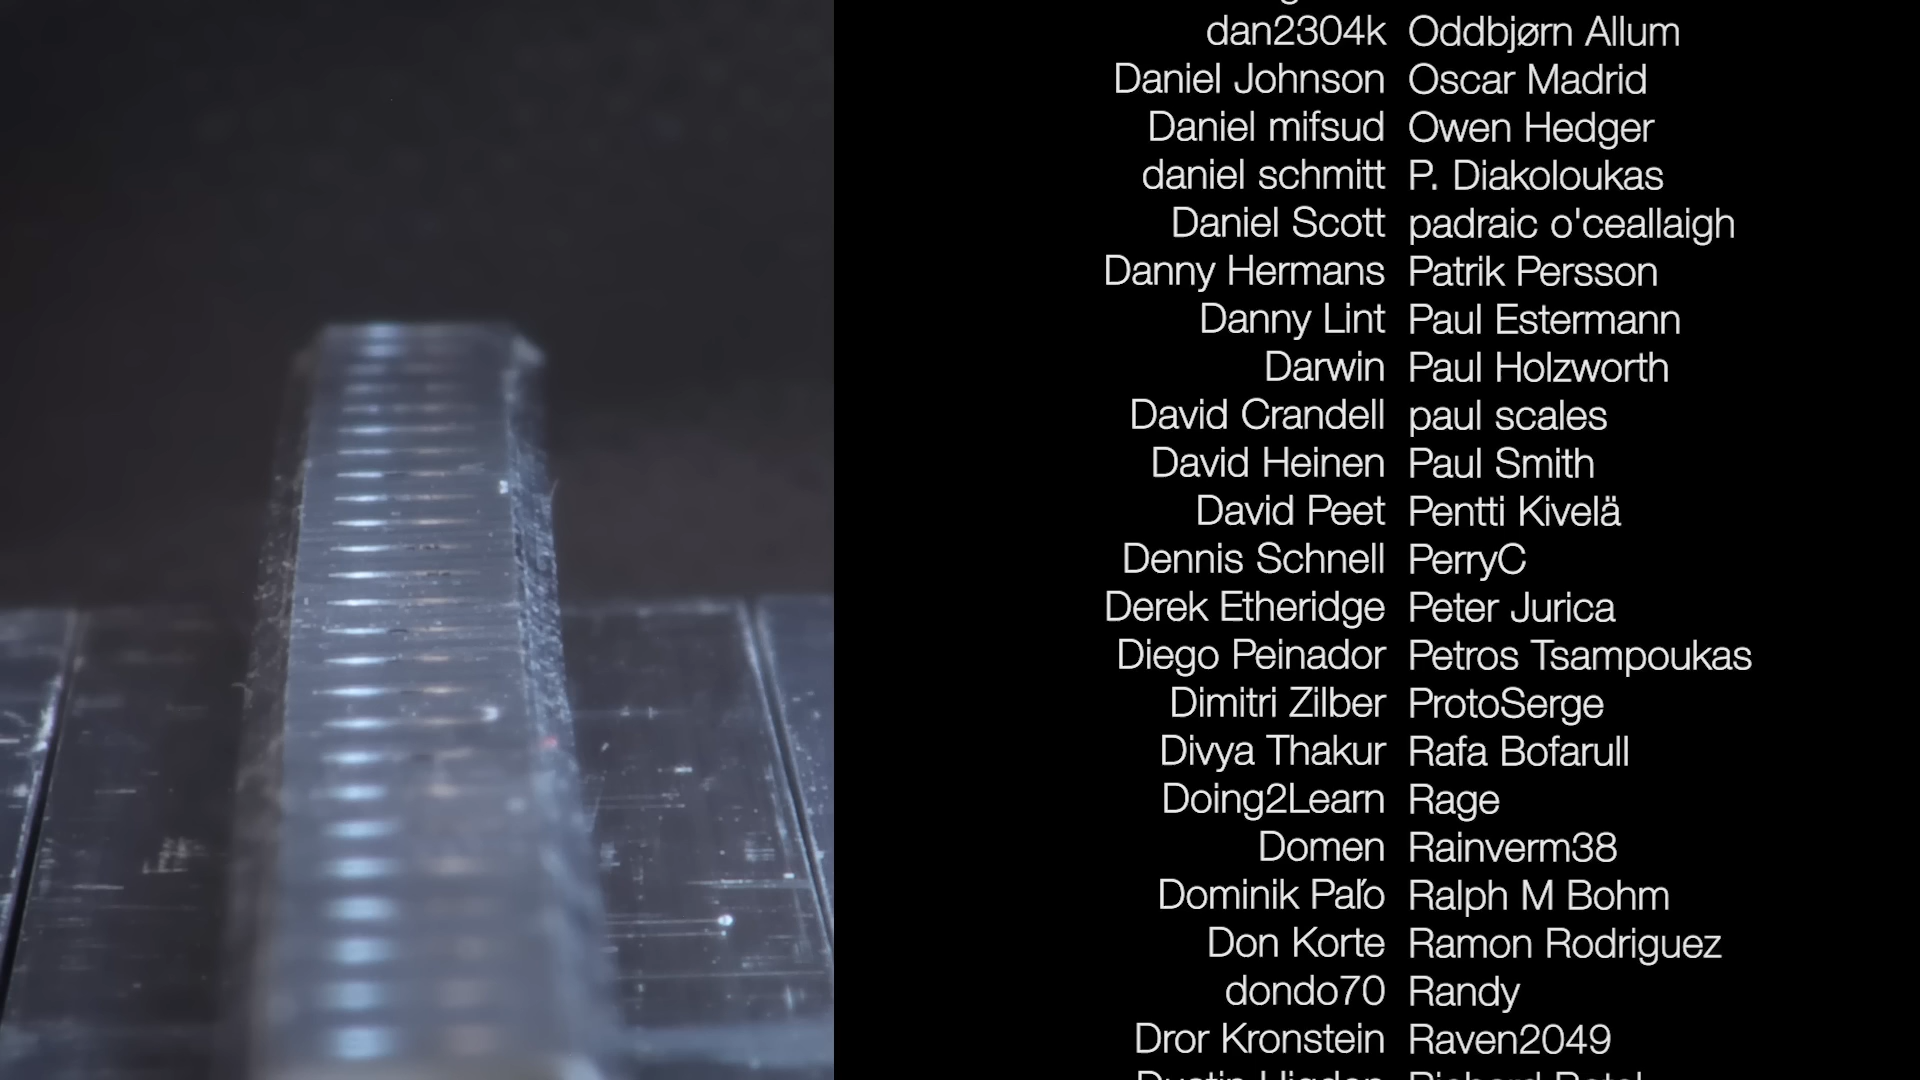 dan2304k Oddbjørn Allum
Daniel Johnson Oscar Madrid
Daniel mifsud Owen Hedger
daniel schmitt P. Diakoloukas
Daniel Scott padraic o'ceallaigh
Danny Hermans Patrik Persson
Danny Lint Paul Estermann
Darwin Paul Holzworth
David Crandell paul scales
David Heinen Paul Smith
David Peet Pentti Kivelä
Dennis Schnell PerryC
Derek Etheridge Peter Jurica
Diego Peinador Petros Tsampoukas
Dimitri Zilber ProtoSerge
Divya Thakur Rafa Bofarull
Doing2Learn Rage
Domen Rainverm38
Dominik Paľo Ralph M Bohm
Don Korte Ramon Rodriguez
dondo70 Randy
Dror Kronstein Raven2049